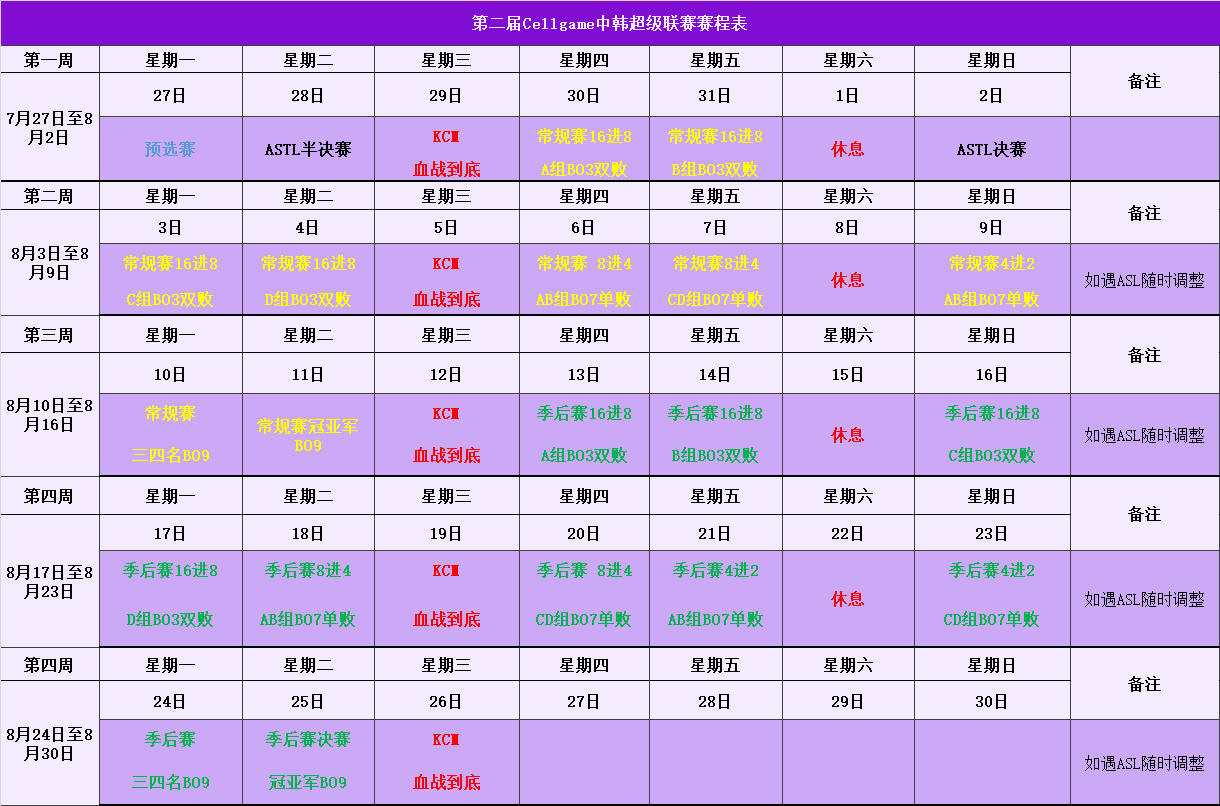 第二届Cellgame中韩超级联赛赛程表
第一周 星期一 星期二 星期三 星期四 星期五 星期六 星期日 备注
7月27日至8月2日 27日 28日 29日 30日 31日 1日 2日
预选赛 ASTL半决赛 KCM 常规赛16进8 常规赛16进8 休息 ASTL决赛
血战到底 A组BO3双败 B组BO3双败
第二周 星期一 星期二 星期三 星期四 星期五 星期六 星期日 备注
8月3日至8月9日 3日 4日 5日 6日 7日 8日 9日
常规赛16进8 常规赛16进8 KCM 常规赛 8进4 常规赛8进4 休息 常规赛4进2 如遇ASL随时调整
C组BO3双败 D组BO3双败 血战到底 AB组BO7单败 CD组BO7单败 AB组BO7单败
第三周 星期一 星期二 星期三 星期四 星期五 星期六 星期日 备注
8月10日至8月16日 10日 11日 12日 13日 14日 15日 16日
常规赛 常规赛冠亚军BO9 KCM 季后赛16进8 季后赛16进8 休息 季后赛16进8 如遇ASL随时调整
三四名BO9 血战到底 A组BO3双败 B组BO3双败 C组BO3双败
第四周 星期一 星期二 星期三 星期四 星期五 星期六 星期日 备注
8月17日至8月23日 17日 18日 19日 20日 21日 22日 23日
季后赛16进8 季后赛8进4 KCM 季后赛 8进4 季后赛4进2 休息 季后赛4进2 如遇ASL随时调整
D组BO3双败 AB组BO7单败 血战到底 CD组BO7单败 AB组BO7单败 CD组BO7单败
第四周 星期一 星期二 星期三 星期四 星期五 星期六 星期日 备注
8月24日至8月30日 24日 25日 26日 27日 28日 29日 30日
季后赛 季后赛决赛 KCM 如遇ASL随时调整
三四名BO9 冠亚军BO9 血战到底